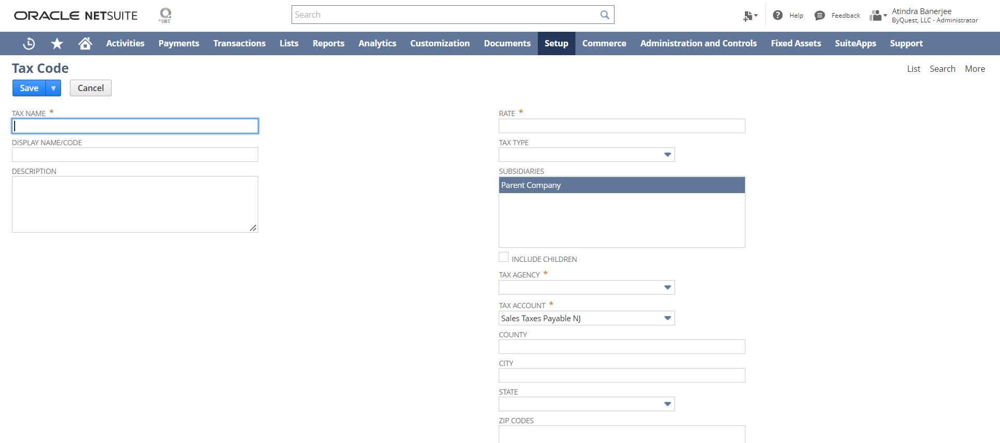 ORACLE NETSUITE
BYQUEST
Search
Help
Feedback
Atindra Banerjee
ByQuest, LLC - Administrator
Activities Payments Transactions Lists Reports Analytics Customization Documents Setup Commerce Administration and Controls Fixed Assets SuiteApps Support
Tax Code
List Search More
Save Cancel
TAX NAME *
DISPLAY NAME/CODE
DESCRIPTION
RATE *
TAX TYPE
SUBSIDIARIES
Parent Company
INCLUDE CHILDREN
TAX AGENCY *
TAX ACCOUNT *
Sales Taxes Payable NJ
COUNTY
CITY
STATE
ZIP CODES